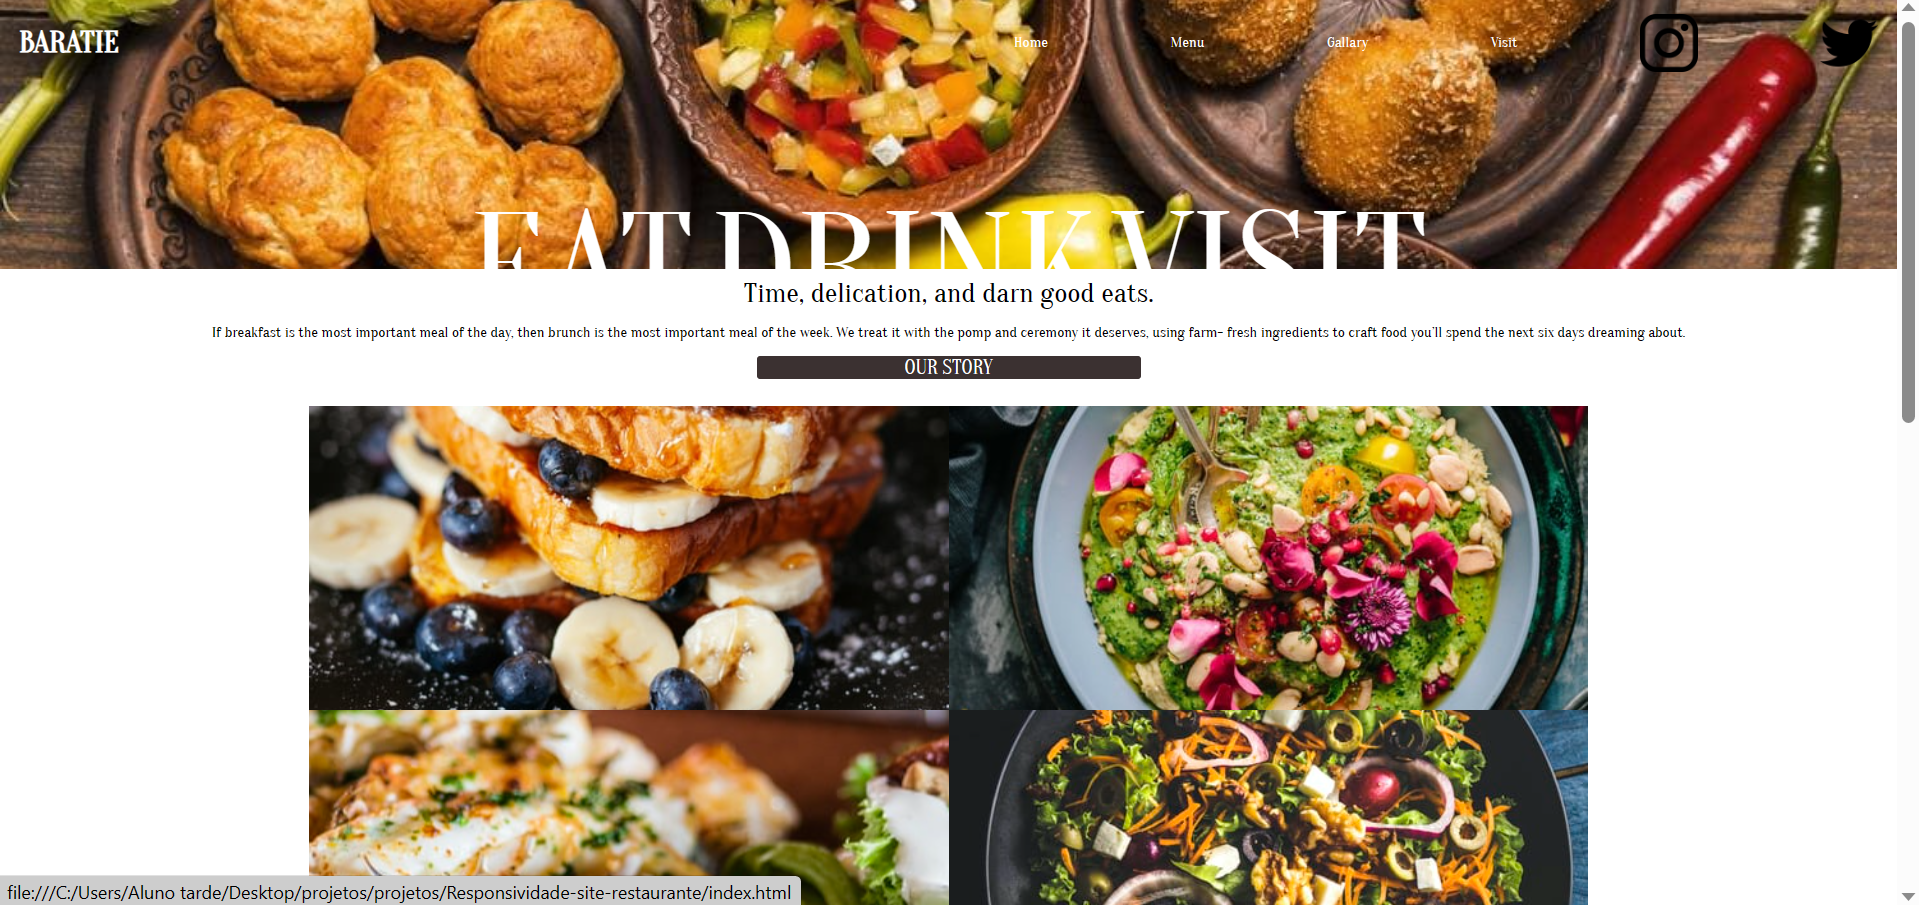 BARATIE
Home Menu Gallary Visit
EAT DRINK VISIT
Time, delication, and darn good eats.
If breakfast is the most important meal of the day, then brunch is the most important meal of the week. We treat it with the pomp and ceremony it deserves, using farm- fresh ingredients to craft food you'll spend the next six days dreaming about.
OUR STORY
file:///C:/Users/Aluno tarde/Desktop/projetos/projetos/Responsividade-site-restaurante/index.html